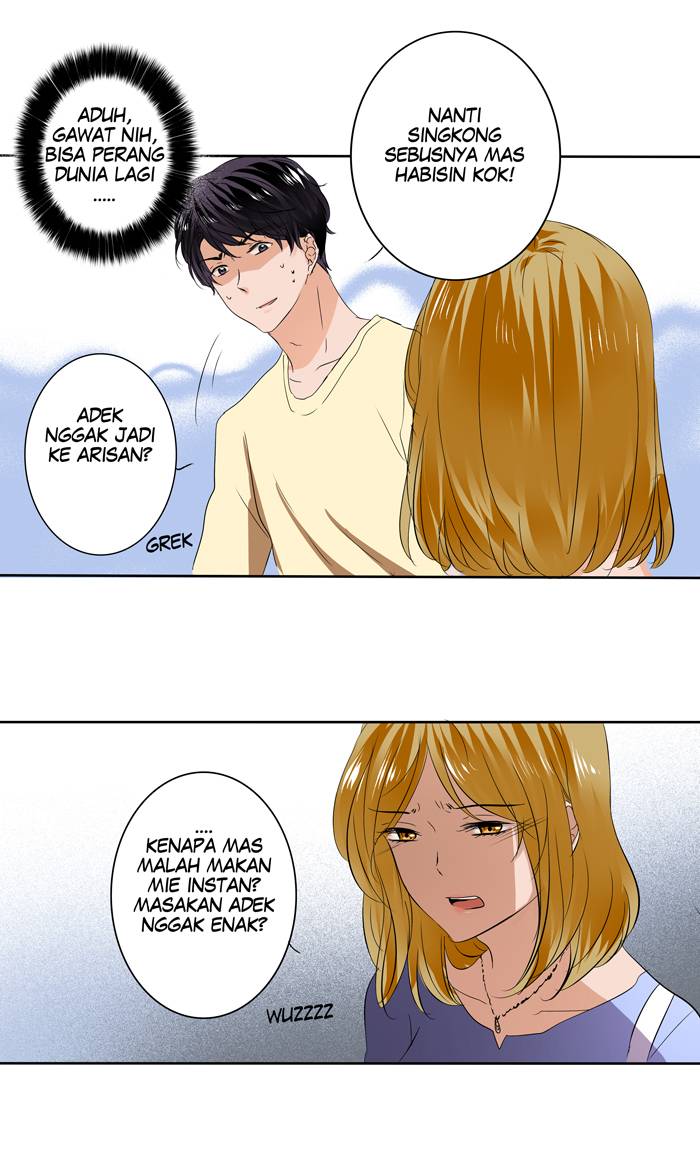 ADUH,
GAWAT NIH,
BISA PERANG
DUNIA LAGI
.....
NANTI
SINGKONG
SEBUSNYA MAS
HABISIN KOK!
ADEK
NGGAK JADI
KE ARISAN?
GREK
....
KENAPA MAS
MALAH MAKAN
MIE INSTAN?
MASAKAN ADEK
NGGAK ENAK?
WUZZZZ